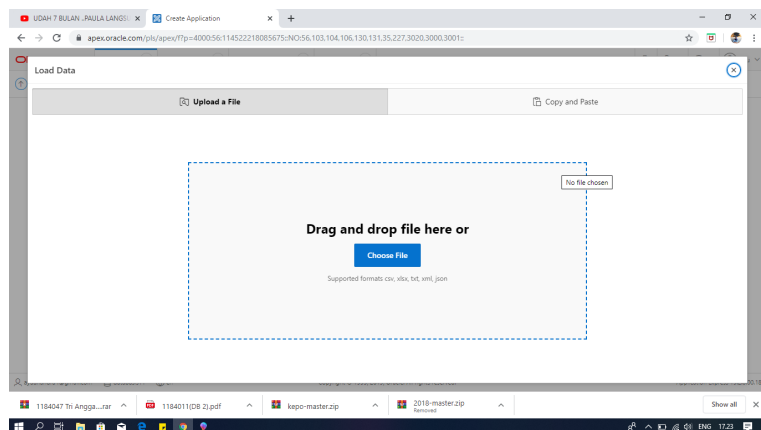 UDAH 7 BULAN ..PAULA LANGSU
Create Application
apex.oracle.com/pls/apex/f?p=4000:56:114522218085675::NO:56,103,104,106,130,131,35,227,3020,3000,3001::
Load Data
Upload a File
Copy and Paste
No file chosen
Drag and drop file here or
Choose File
Supported formats csv, xlsx, txt, xml, json
1184047 Tri Angga....rar
1184011(DB 2).pdf
kepo-master.zip
2018-master.zip
Removed
Show all
ENG
17.23